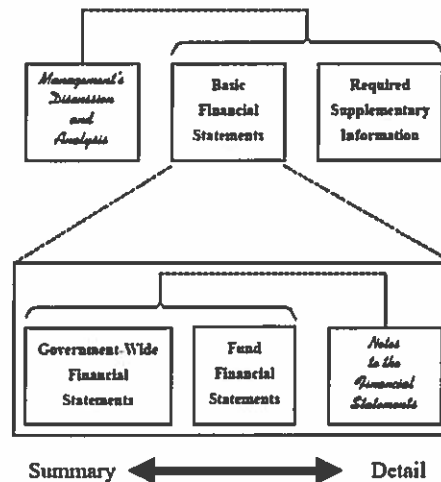 Management's
Discussion
and
Analysis
Basic
Financial
Statements
Required
Supplementary
Information
Government-Wide
Financial
Statements
Fund
Financial
Statements
Notes
to the
Financial
Statements
Summary
Detail